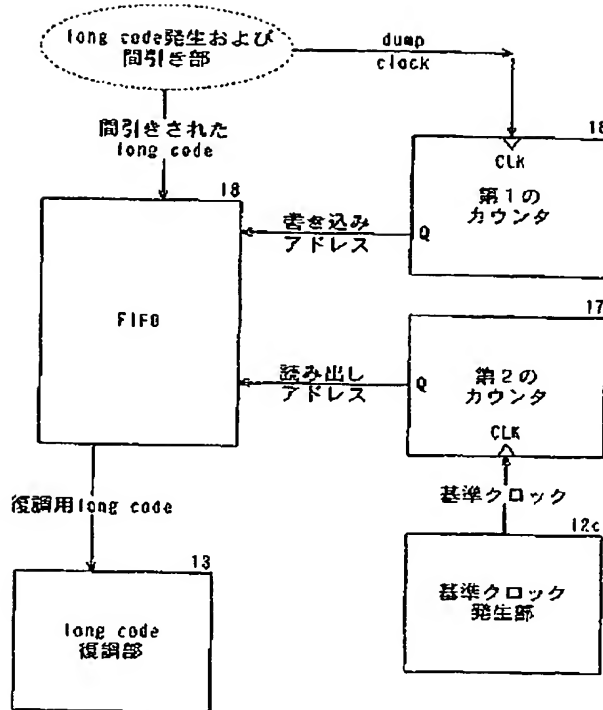 long code発生および
間引き部
dump
clock
間引きされた
long code
18
CLK
第1の
カウンタ
Q
書き込み
アドレス
18
FIFO
17
第2の
カウンタ
Q
CLK
読み出し
アドレス
基準クロック
復調用long code
12c
基準クロック
発生部
13
long code
復調部